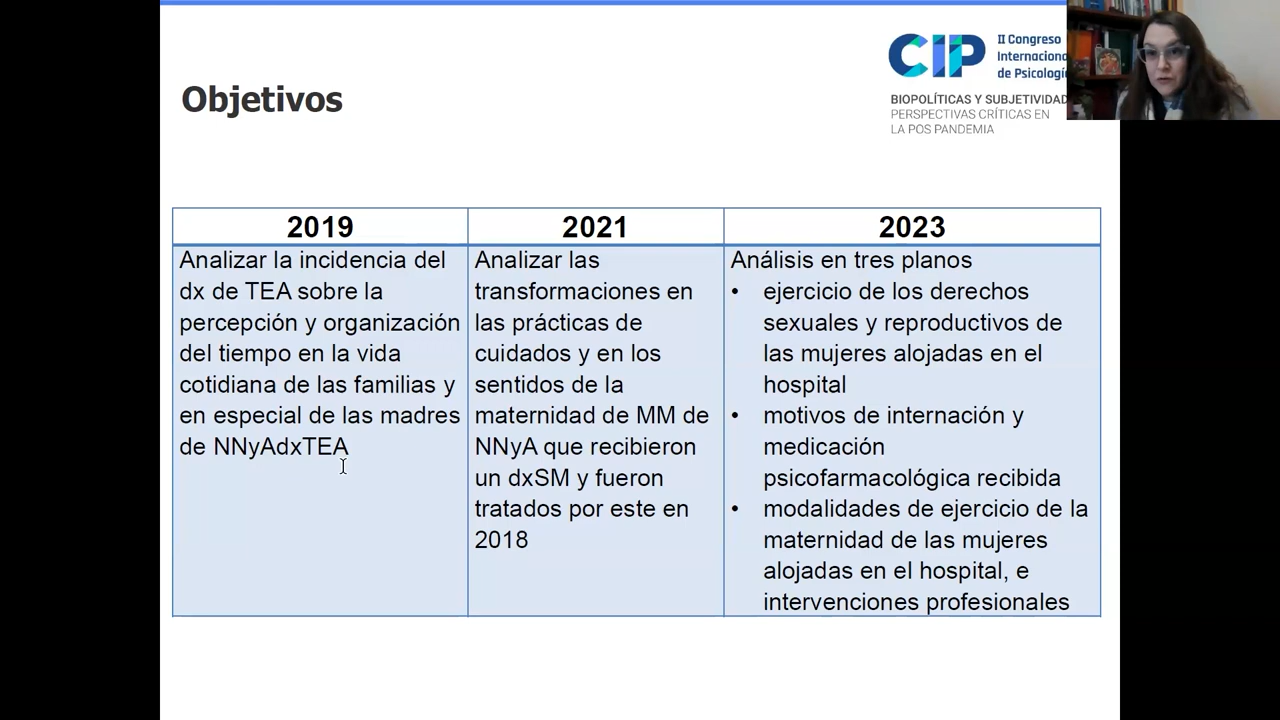 Objetivos
CIP
II Congreso
Internaciona
de Psicologí
BIOPOLÍTICAS Y SUBJETIVIDAD
PERSPECTIVAS CRÍTICAS EN
LA POS PANDEMIA
2019
Analizar la incidencia del
dx de TEA sobre la
percepción y organización
del tiempo en la vida
cotidiana de las familias y
en especial de las madres
de NNyAdxTEA
2021
Analizar las
transformaciones en
las prácticas de
cuidados y en los
sentidos de la
maternidad de MM de
NNyA que recibieron
un dxSM y fueron
tratados por este en
2018
2023
Análisis en tres planos
• ejercicio de los derechos
sexuales y reproductivos de
las mujeres alojadas en el
hospital
• motivos de internación y
medicación
psicofarmacológica recibida
• modalidades de ejercicio de la
maternidad de las mujeres
alojadas en el hospital, e
intervenciones profesionales